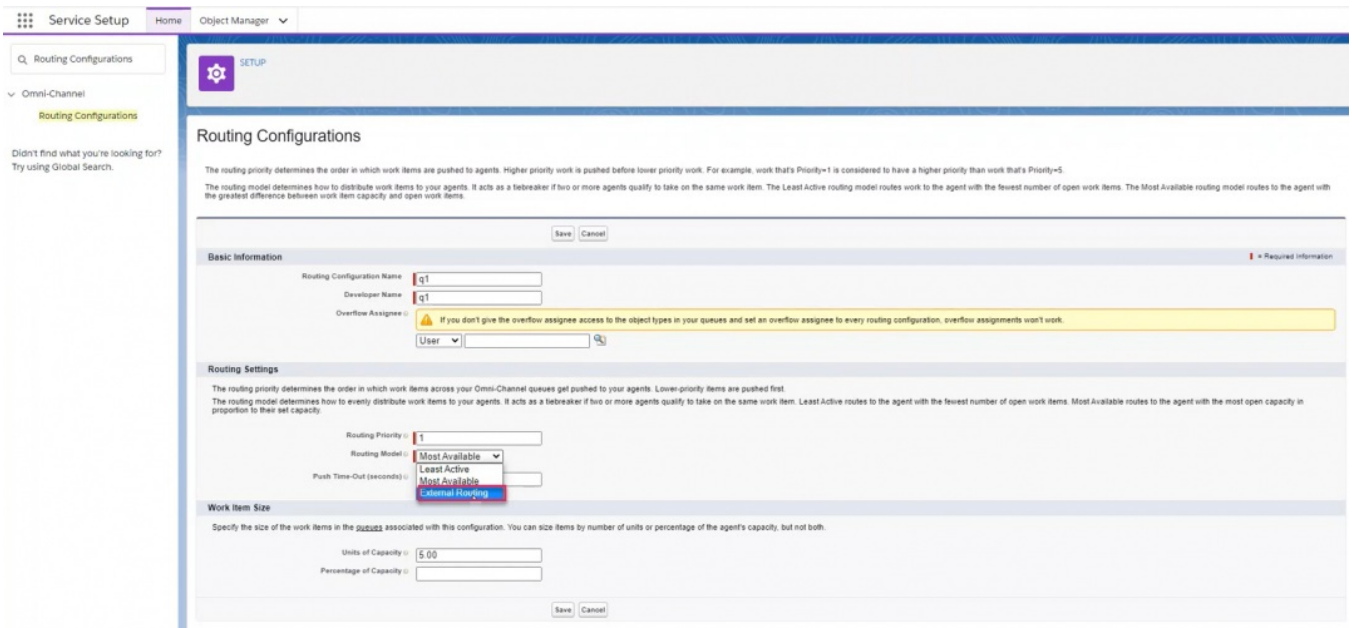 Service Setup Home Object Manager
Routing Configurations
SETUP
Omni-Channel
Routing Configurations
Didn't find what you're looking for?
Try using Global Search.
Routing Configurations
The routing priority determines the order in which work items are pushed to agents. Higher priority work is pushed before lower priority work. For example, work that's Priority=1 is considered to have a higher priority than work that's Priority=5.
The routing model determines how to distribute work items to your agents. It acts as a tiebreaker if two or more agents qualify to take on the same work item. The Least Active routing model routes work to the agent with the fewest number of open work items. The Most Available routing model routes to the agent with
the greatest difference between work item capacity and open work items.
Save Cancel
Basic Information = Required Information
Routing Configuration Name q1
Developer Name q1
Overflow Assignee
If you don't give the overflow assignee access to the object types in your queues and set an overflow assignee to every routing configuration, overflow assignments won't work.
User
Routing Settings
The routing priority determines the order in which work items across your Omni-Channel queues get pushed to your agents. Lower-priority items are pushed first.
The routing model determines how to evenly distribute work items to your agents. It acts as a tiebreaker if two or more agents qualify to take on the same work item. Least Active routes to the agent with the fewest number of open work items. Most Available routes to the agent with the most open capacity in
proportion to their set capacity.
Routing Priority 1
Routing Model Most Available
Least Active
Push Time-Out (seconds) Most Available
External Routing
Work Item Size
Specify the size of the work items in the queues associated with this configuration. You can size items by number of units or percentage of the agent's capacity, but not both.
Units of Capacity 5.00
Percentage of Capacity
Save Cancel